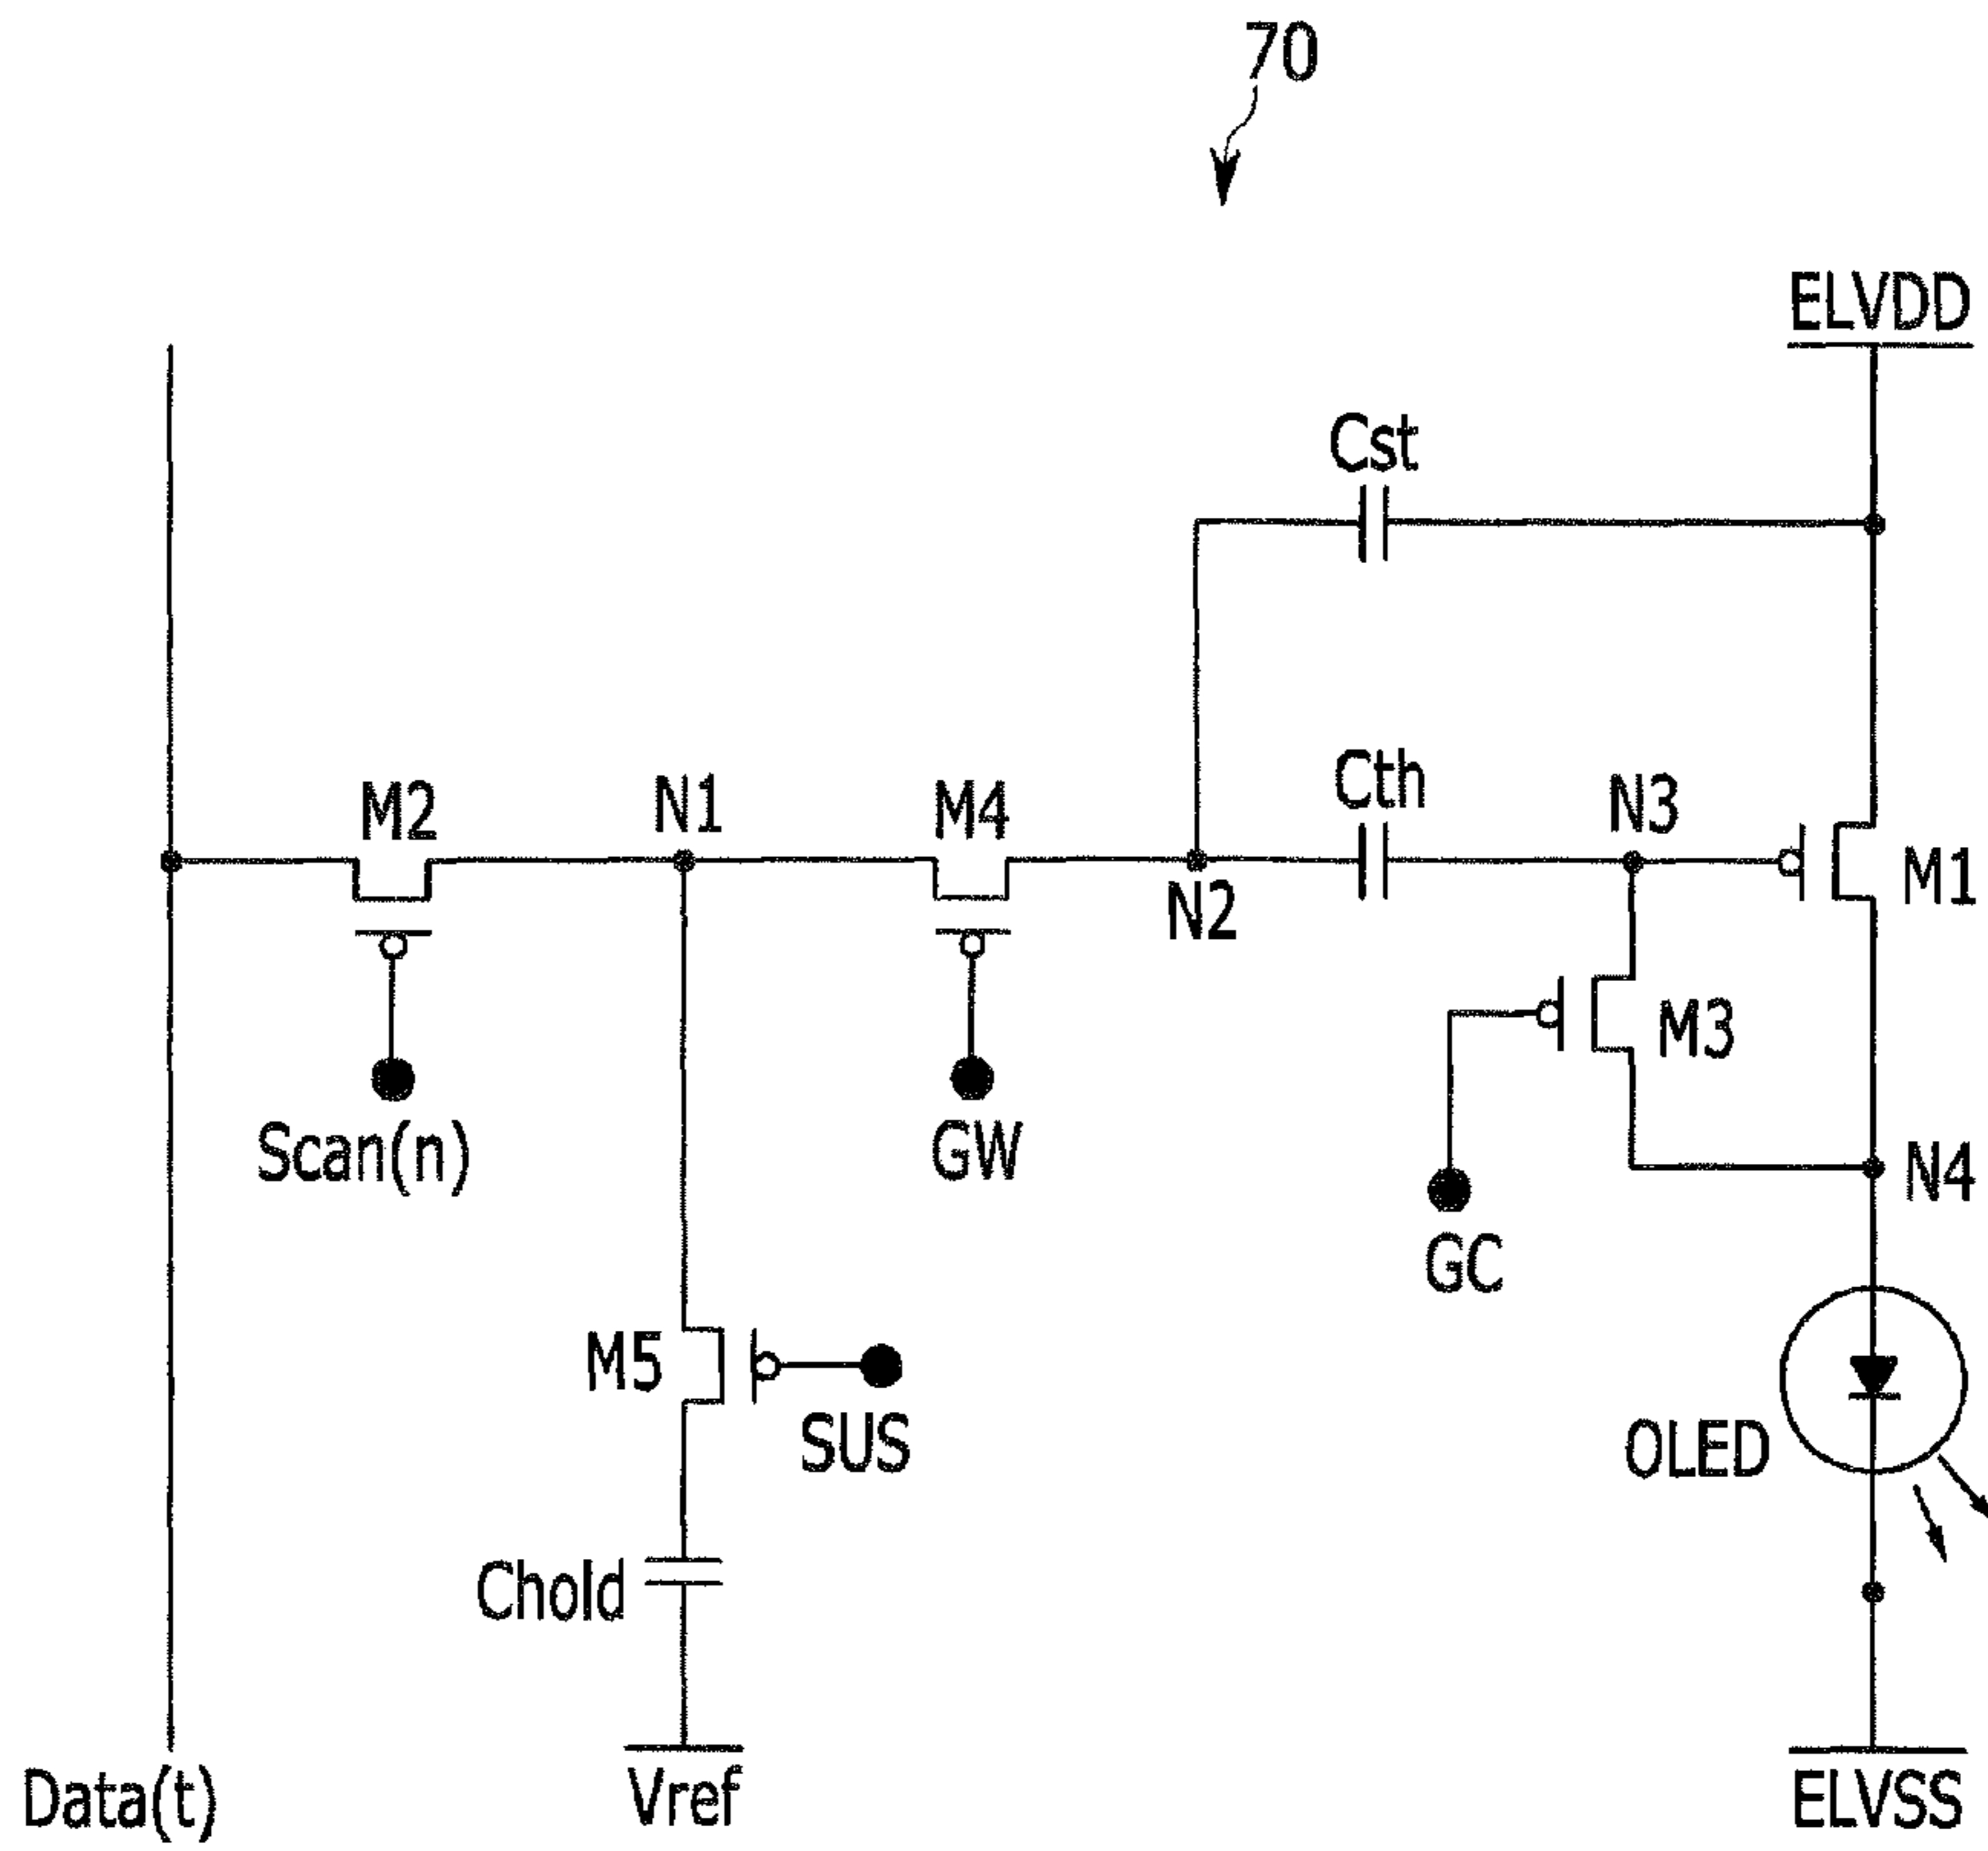 70
ELVDD
Cst
Cth
M2
N1
M4
N2
N3
M1
M3
Scan(n)
GW
N4
GC
M5
SUS
OLED
Chold
Data(t)
Vref
ELVSS